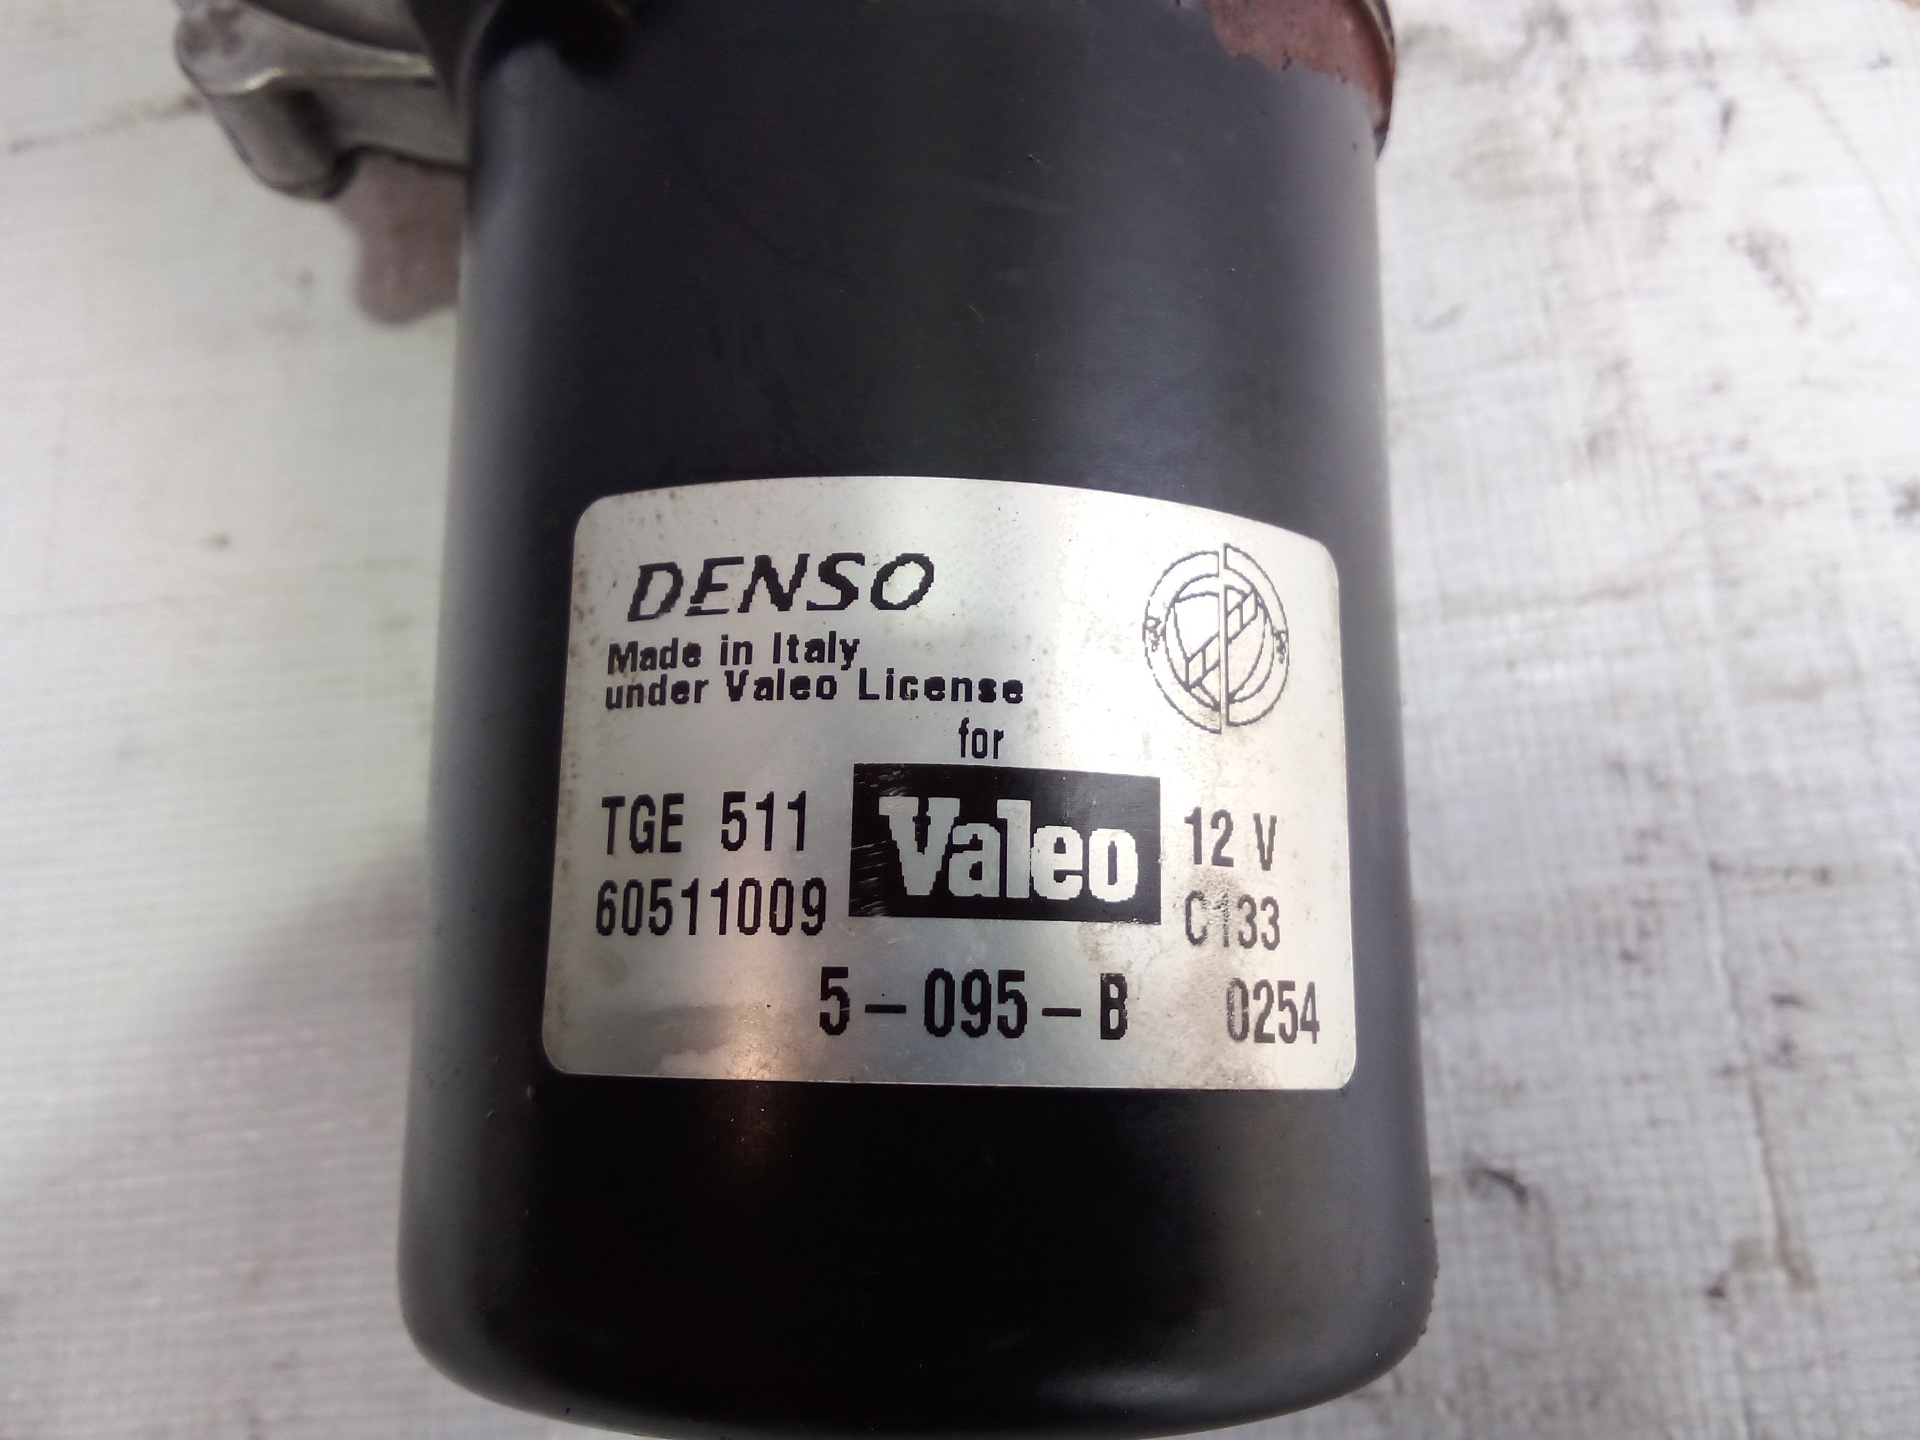 DENSO
Made in Italy
under Valeo License
for
Valeo
TGE 511
12 V
60511009
C133
5-095-B
0254